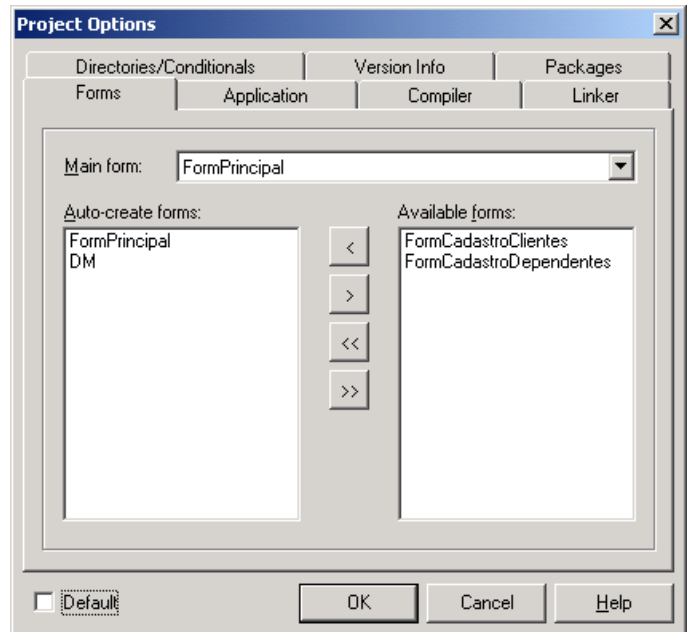 Project Options
Directories/Conditionals Version Info Packages
Forms Application Compiler Linker
Main form: FormPrincipal
Auto-create forms: Available forms:
FormPrincipal FormCadastroClientes
DM FormCadastroDependentes
<
>
<<
>>
Default OK Cancel Help